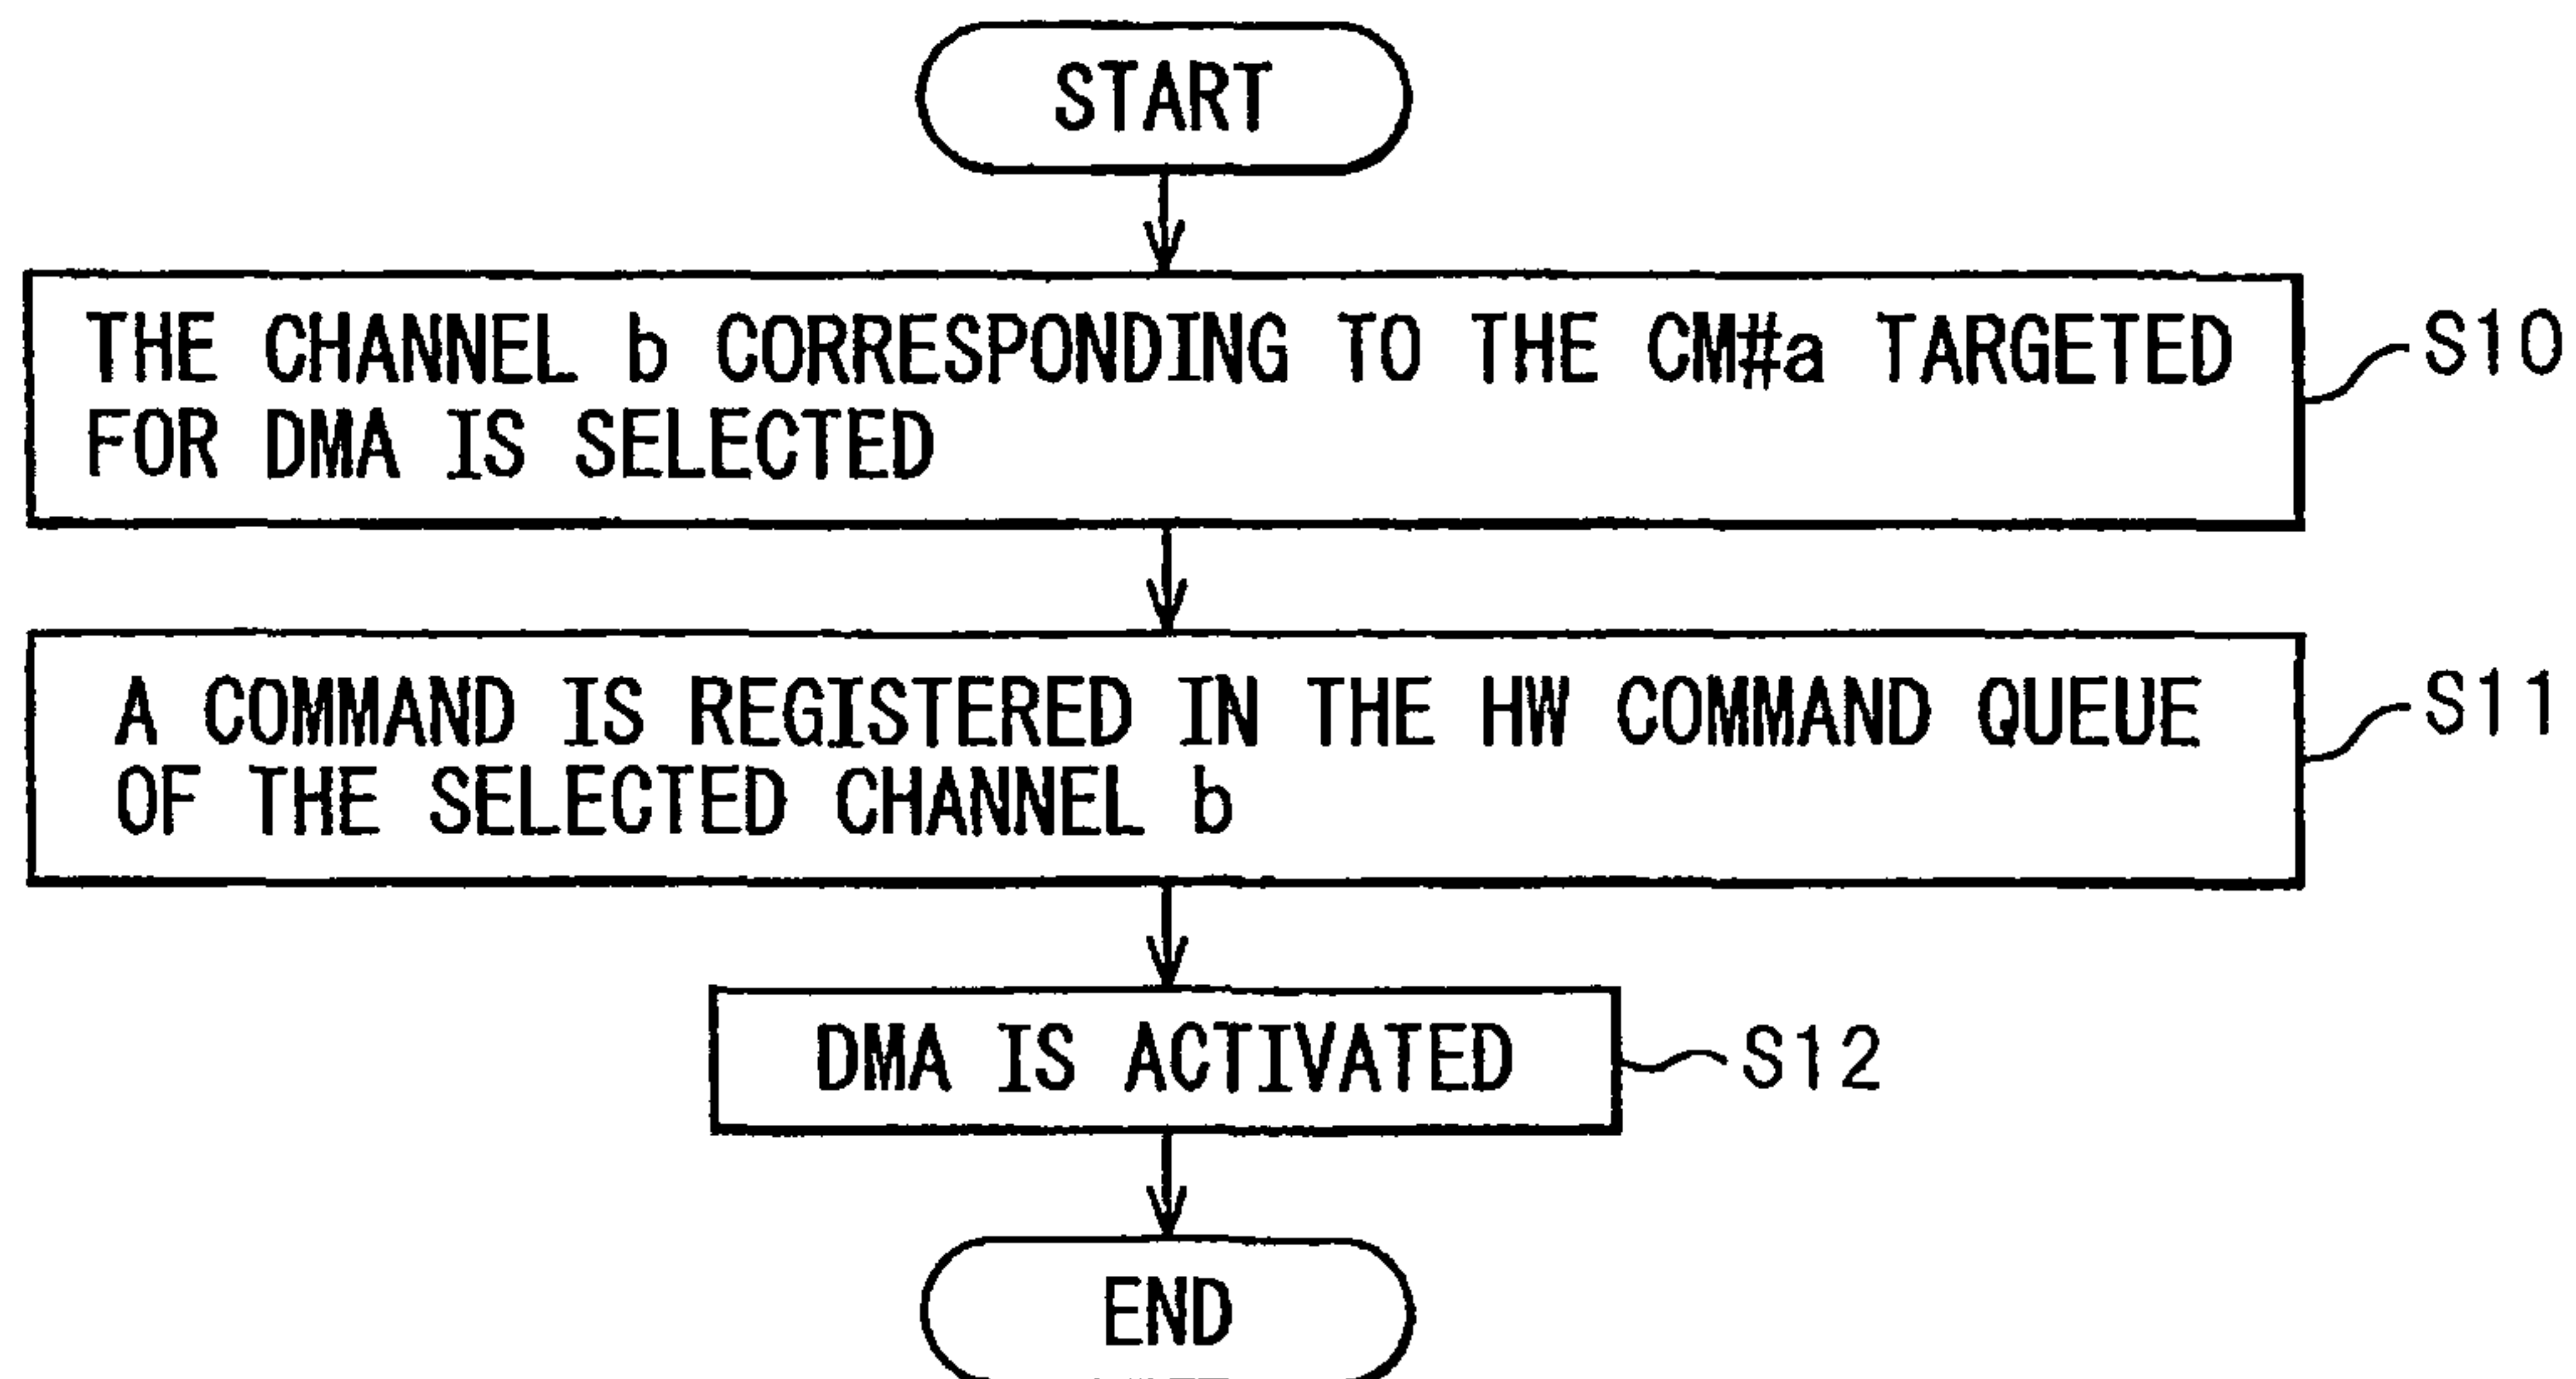 START
THE CHANNEL b CORRESPONDING TO THE CM#a TARGETED
FOR DMA IS SELECTED
S10
A COMMAND IS REGISTERED IN THE HW COMMAND QUEUE
OF THE SELECTED CHANNEL b
S11
DMA IS ACTIVATED
S12
END